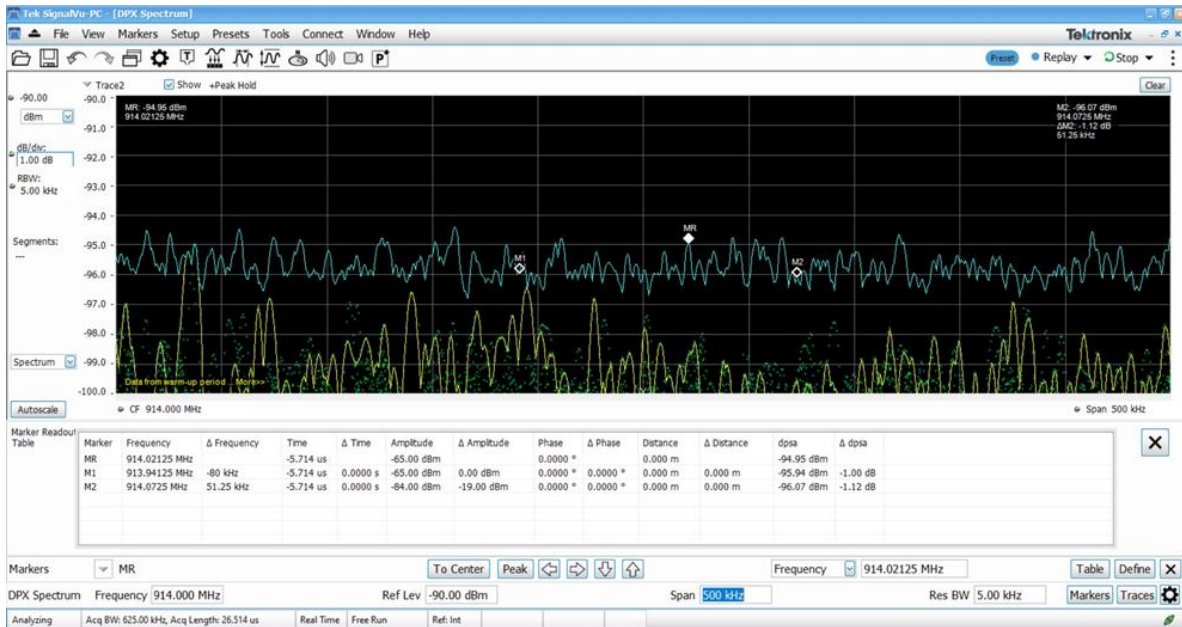 Tek SignalVu-PC - [DPX Spectrum]
File View Markers Setup Presets Tools Connect Window Help Tektronix
Preset Replay Stop
Trace2 Show +Peak Hold Clear
-90.00
dBm
dB/div:
1.00 dB
RBW:
5.00 kHz
Segments:
---
Spectrum
Autoscale
-90.0
-91.0
-92.0
-93.0
-94.0
-95.0
-96.0
-97.0
-98.0
-99.0
-100.0
MR: -94.95 dBm
914.02125 MHz
M2: -96.07 dBm
914.0725 MHz
ΔM2: -1.12 dB
51.25 kHz
MR
M1
M2
Data from warm-up period... More>>
CF 914.000 MHz Span 500 kHz
Marker Readout
Table
Marker Frequency Δ Frequency Time Δ Time Amplitude Δ Amplitude Phase Δ Phase Distance Δ Distance dpsa Δ dpsa
MR 914.02125 MHz -5.714 us -65.00 dBm 0.0000 ° 0.000 m -94.95 dBm
M1 913.94125 MHz -80 kHz -5.714 us 0.0000 s -65.00 dBm 0.00 dBm 0.0000 ° 0.0000 ° 0.000 m 0.000 m -95.94 dBm -1.00 dB
M2 914.0725 MHz 51.25 kHz -5.714 us 0.0000 s -84.00 dBm -19.00 dBm 0.0000 ° 0.0000 ° 0.000 m 0.000 m -96.07 dBm -1.12 dB
Markers MR To Center Peak Frequency 914.02125 MHz Table Define X
DPX Spectrum Frequency 914.000 MHz Ref Lev -90.00 dBm Span 500 kHz Res BW 5.00 kHz Markers Traces
Analyzing Acq BW: 625.00 kHz, Acq Length: 26.514 us Real Time Free Run Ref: Int